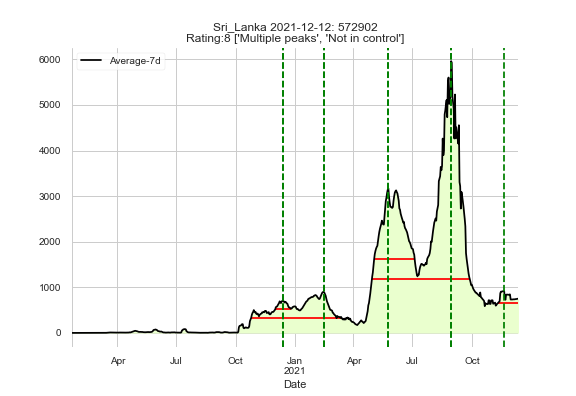 Sri_Lanka 2021-12-12: 572902
Rating:8 ['Multiple peaks', 'Not in control']
Average-7d
6000
5000
4000
3000
2000
1000
0
Apr Jul Oct Jan Apr Jul Oct
2021
Date